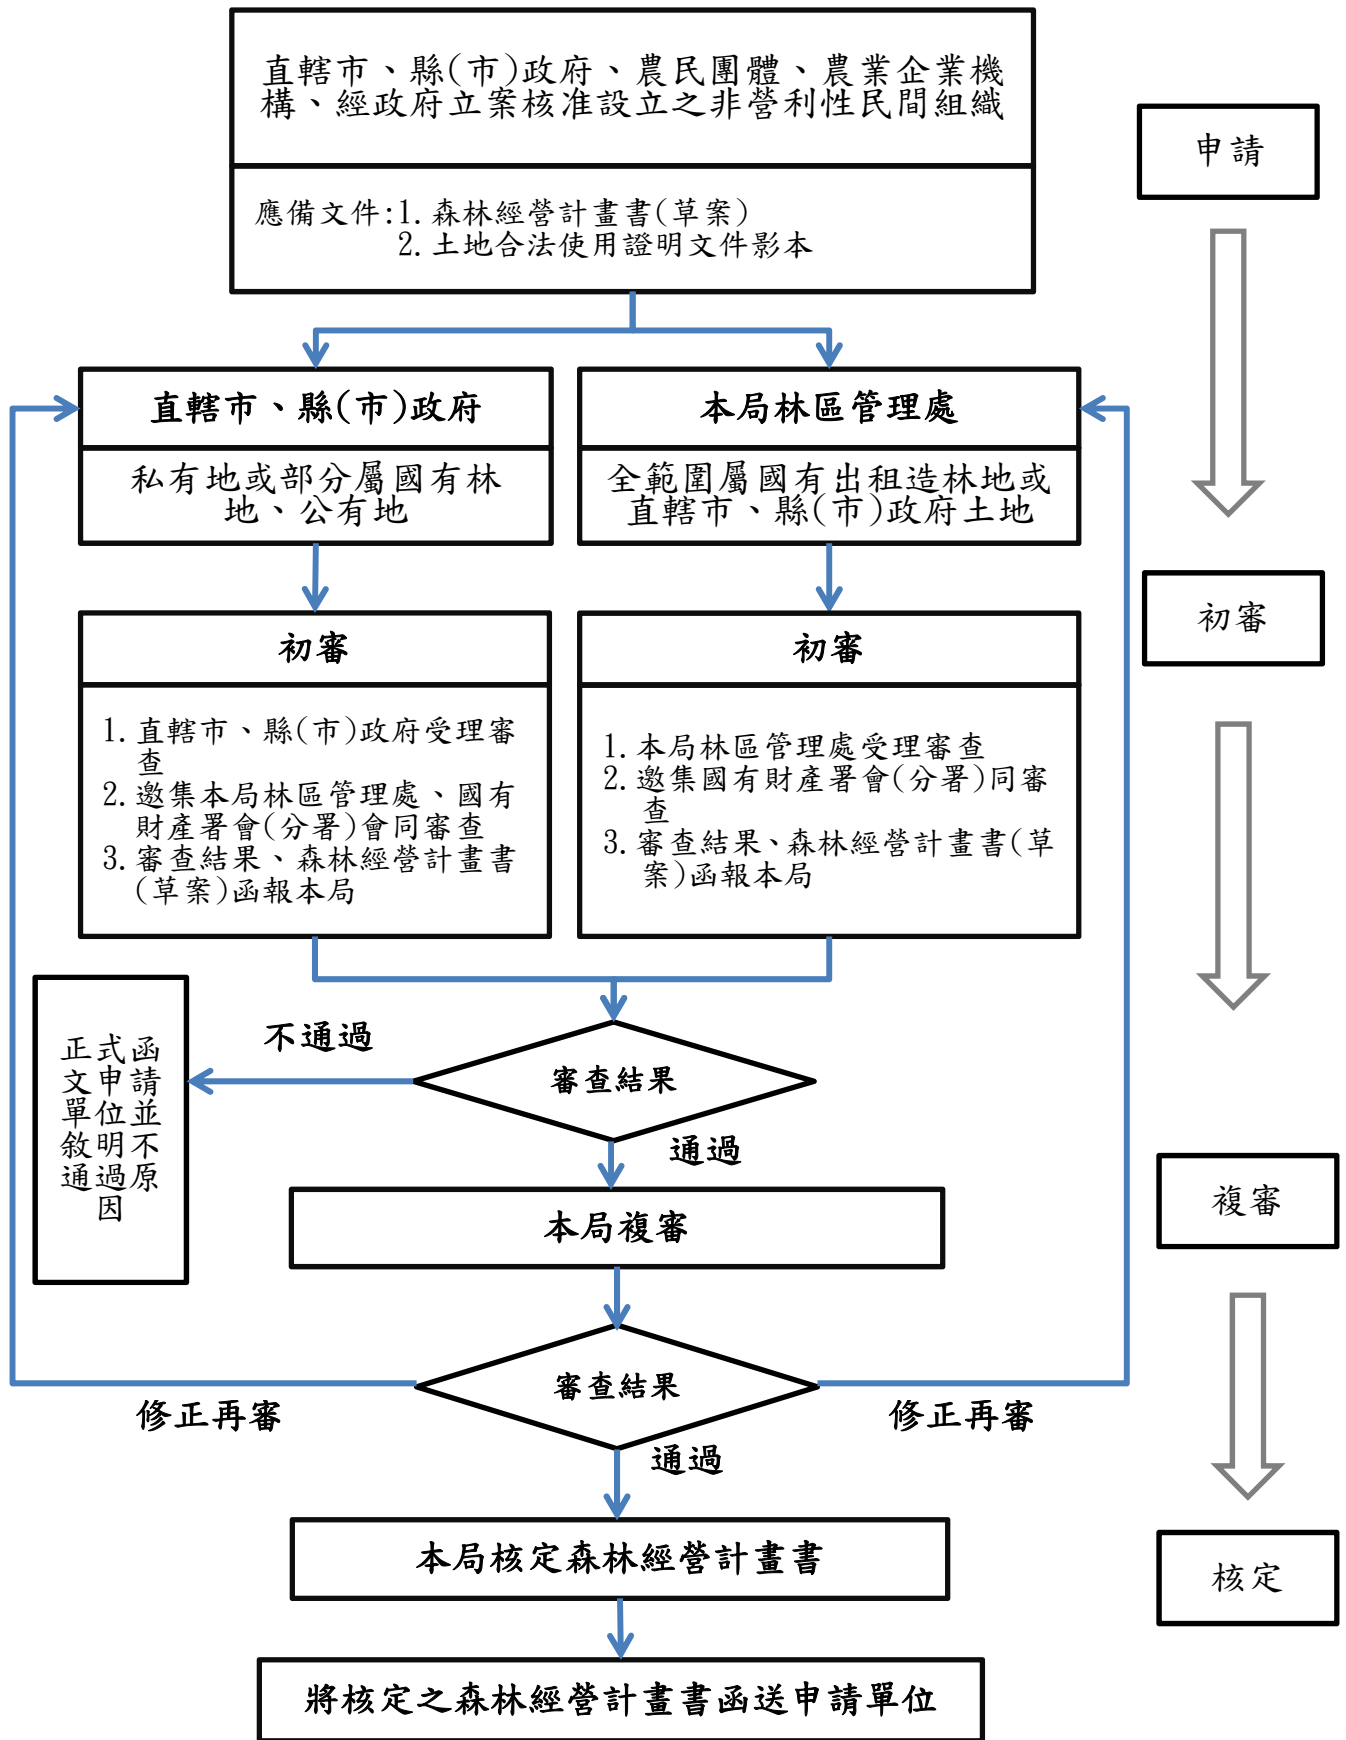 直轄市、縣(市)政府、農民團體、農業企業機
構、經政府立案核准設立之非營利性民間組織
申請
應備文件:1.森林經營計畫書(草案)
2.土地合法使用證明文件影本
直轄市、縣(市)政府
私有地或部分屬國有林
地、公有地
本局林區管理處
全範圍屬國有出租造林地或
直轄市、縣(市)政府土地
初審
初審
1.直轄市、縣(市)政府受理審
查
2.邀集本局林區管理處、國有
財產署會(分署)會同審查
3.審查結果、森林經營計畫書
(草案)函報本局
初審
1.本局林區管理處受理審查
2.邀集國有財產署會(分署)同審
查
3.審查結果、森林經營計畫書(草
案)函報本局
審查結果
不通過
正式函
文申請
單位並
敘明不
通過原
因
通過
本局複審
複審
審查結果
修正再審
修正再審
通過
本局核定森林經營計畫書
核定
將核定之森林經營計畫書函送申請單位